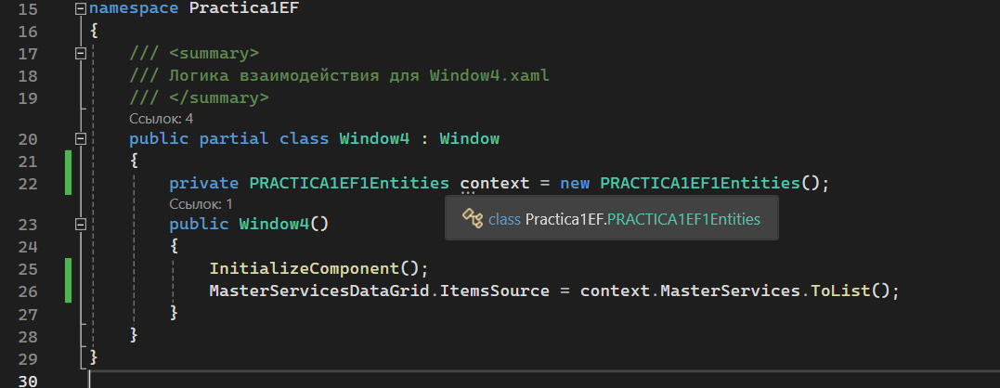 15 namespace Practica1EF
16 {
17 /// <summary>
18 /// Логика взаимодействия для Window4.xaml
19 /// </summary>
Ссылок: 4
20 public partial class Window4 : Window
21 {
22 private PRACTICA1EF1Entities context = new PRACTICA1EF1Entities();
Ссылок: 1
class Practica1EF.PRACTICA1EF1Entities
23 public Window4()
24 {
25 InitializeComponent();
26 MasterServicesDataGrid.ItemsSource = context.MasterServices.ToList();
27 }
28 }
29 }
30